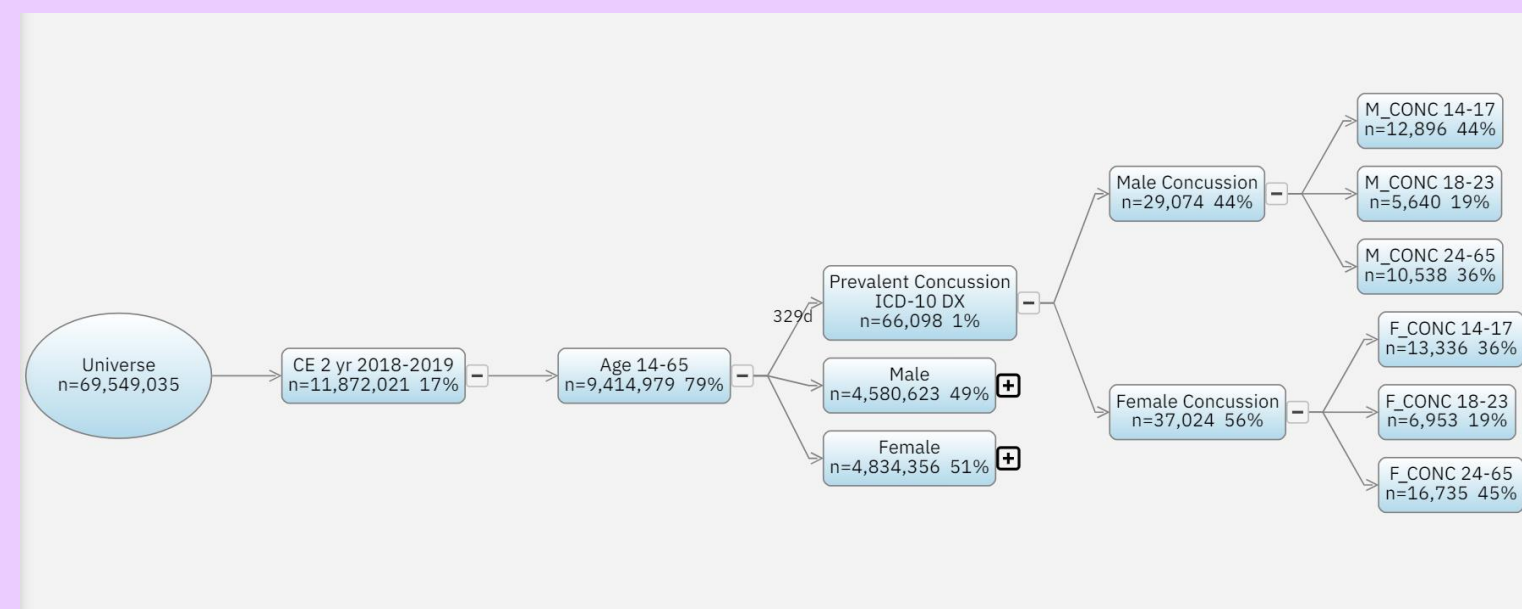 Universe
n=69,549,035
CE 2 yr 2018-2019
n=11,872,021 17%
Age 14-65
n=9,414,979 79%
329d
Prevalent Concussion
ICD-10 DX
n=66,098 1%
Male
n=4,580,623 49%
Female
n=4,834,356 51%
Male Concussion
n=29,074 44%
Female Concussion
n=37,024 56%
M_CONC 14-17
n=12,896 44%
M_CONC 18-23
n=5,640 19%
M_CONC 24-65
n=10,538 36%
F_CONC 14-17
n=13,336 36%
F_CONC 18-23
n=6,953 19%
F_CONC 24-65
n=16,735 45%